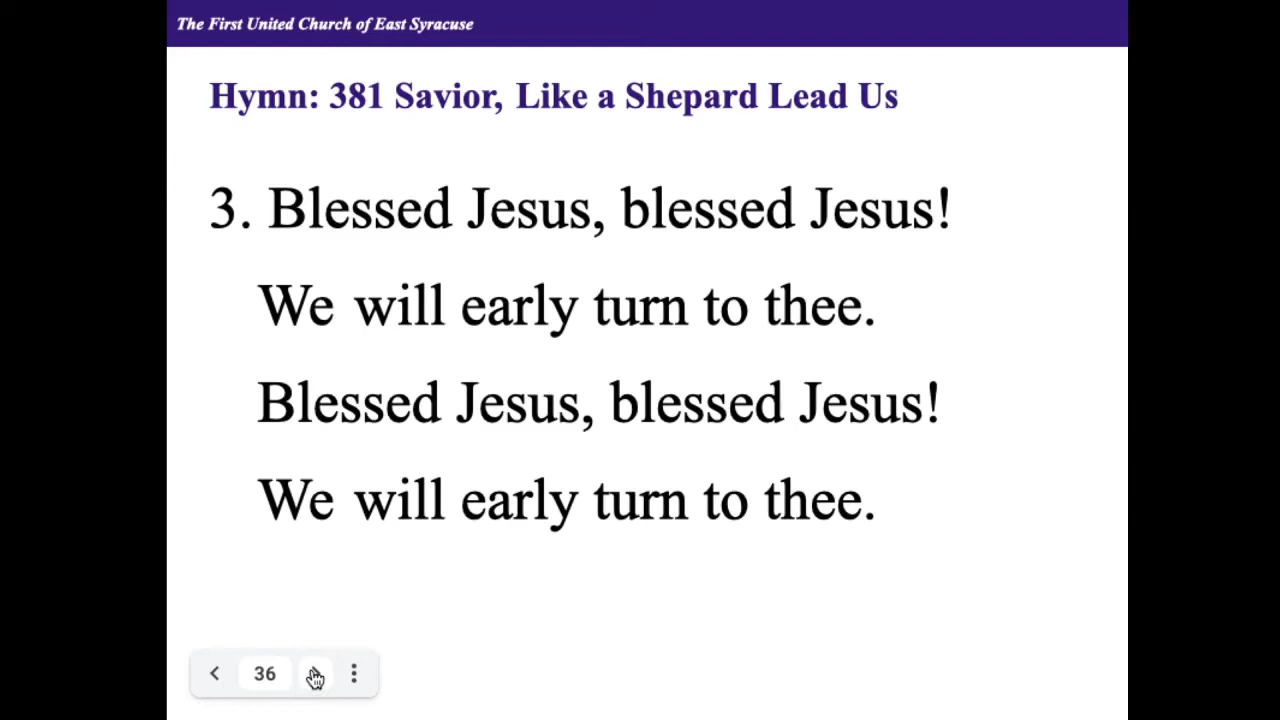 The First United Church of East Syracuse
Hymn: 381 Savior, Like a Shepard Lead Us
3. Blessed Jesus, blessed Jesus!
We will early turn to thee.
Blessed Jesus, blessed Jesus!
We will early turn to thee.
36